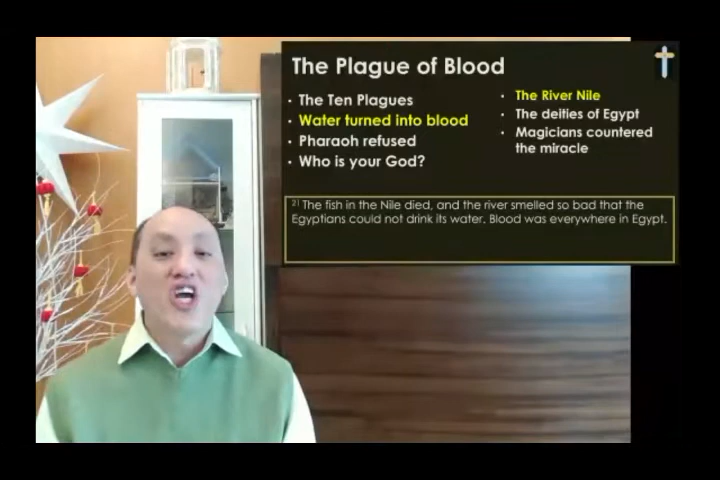 The Plague of Blood
• The Ten Plagues
• Water turned into blood
• Pharaoh refused
• Who is your God?
• The River Nile
• The deities of Egypt
• Magicians countered
the miracle
21 The fish in the Nile died, and the river smelled so bad that the
Egyptians could not drink its water. Blood was everywhere in Egypt.